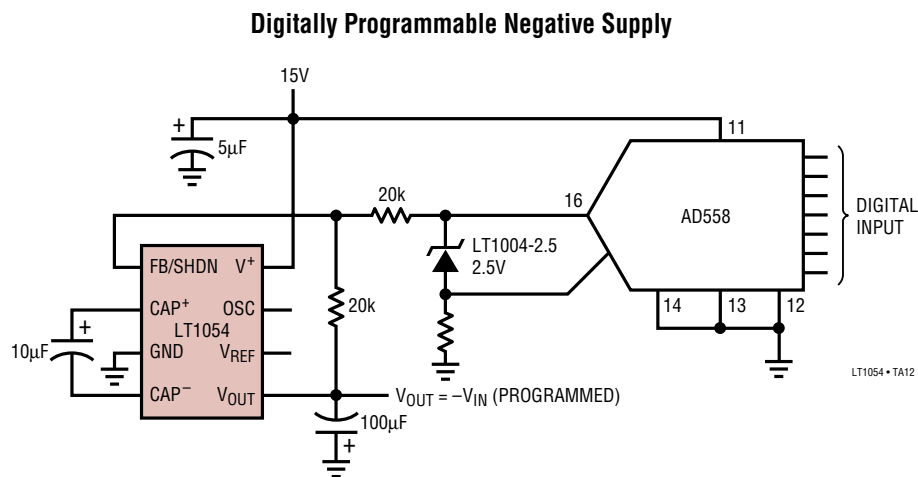 Digitally Programmable Negative Supply
15V
+
5µF
11
20k
16
AD558
DIGITAL
INPUT
LT1004-2.5
2.5V
FB/SHDN V+
CAP+ OSC
LT1054
GND VREF
CAP– VOUT
+
10µF
20k
14 13 12
LT1054 • TA12
VOUT = –VIN (PROGRAMMED)
100µF
+